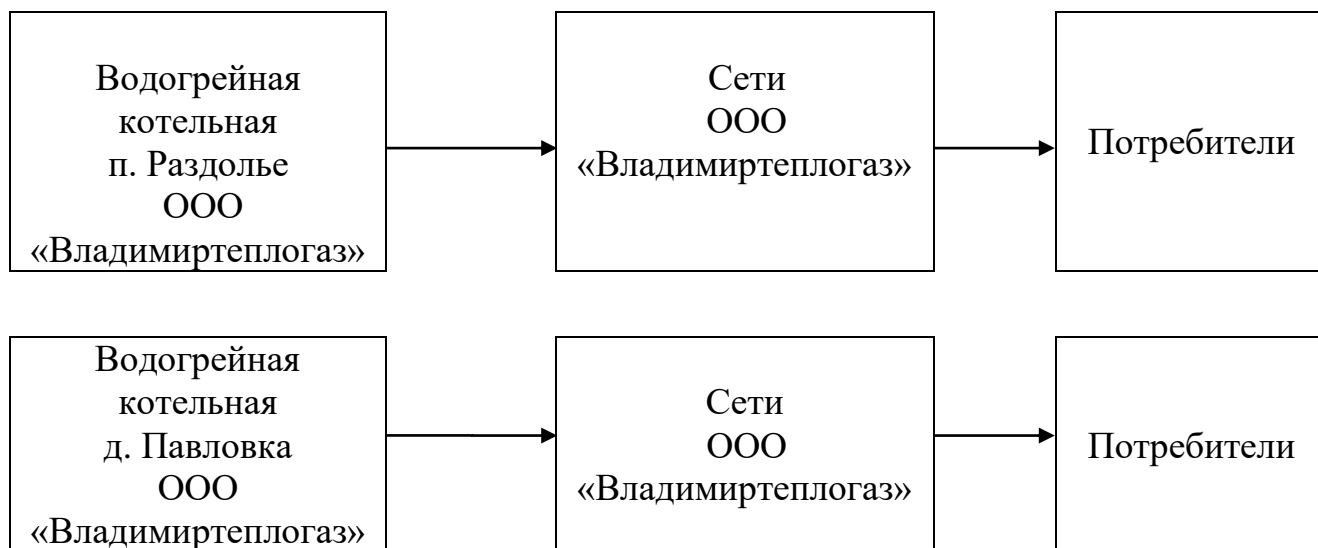 Водогрейная
котельная
п. Раздолье
ООО
«Владимиртеплогаз»
Сети
ООО
«Владимиртеплогаз»
Потребители
Водогрейная
котельная
д. Павловка
ООО
«Владимиртеплогаз»
Сети
ООО
«Владимиртеплогаз»
Потребители